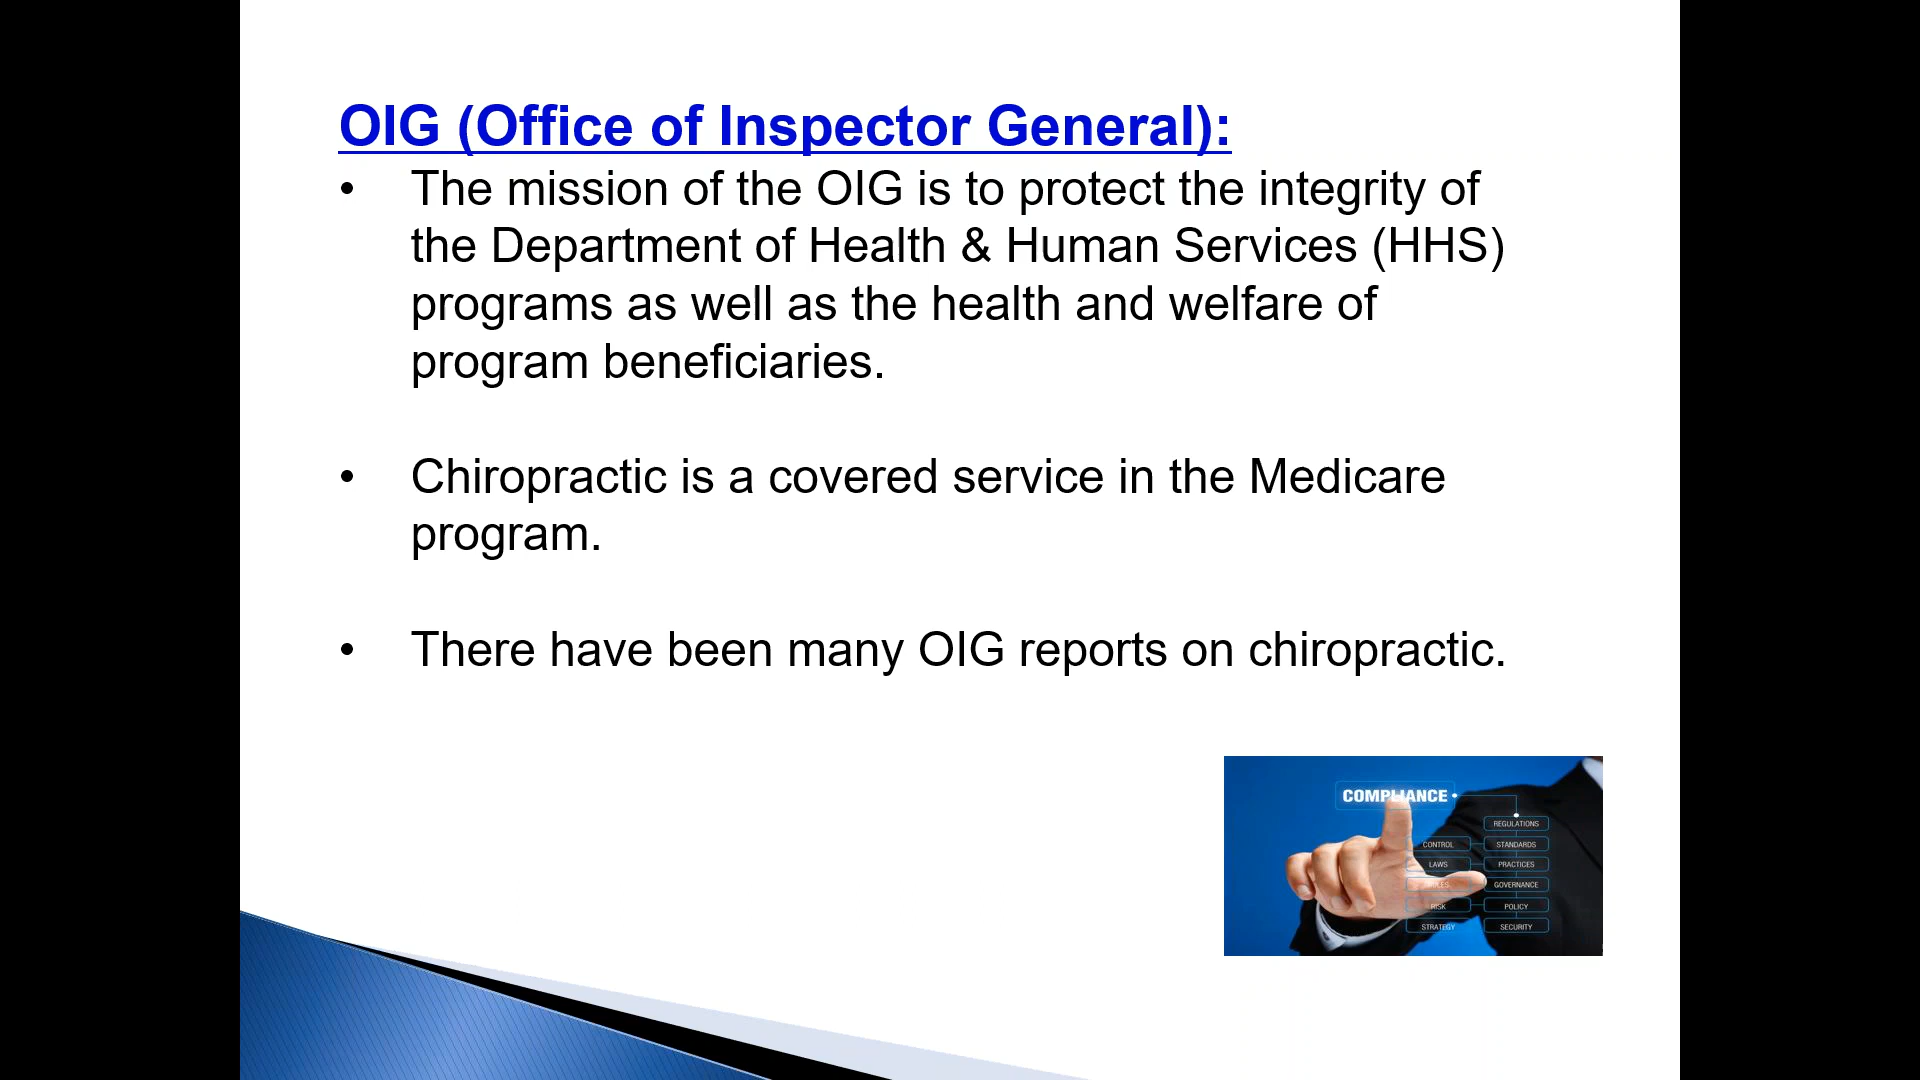 OIG (Office of Inspector General):
• The mission of the OIG is to protect the integrity of
the Department of Health & Human Services (HHS)
programs as well as the health and welfare of
program beneficiaries.
• Chiropractic is a covered service in the Medicare
program.
• There have been many OIG reports on chiropractic.
COMPLIANCE
REGULATIONS
CONTROL STANDARDS
LAWS PRACTICES
RULES GOVERNANCE
RISK POLICY
STRATEGY SECURITY